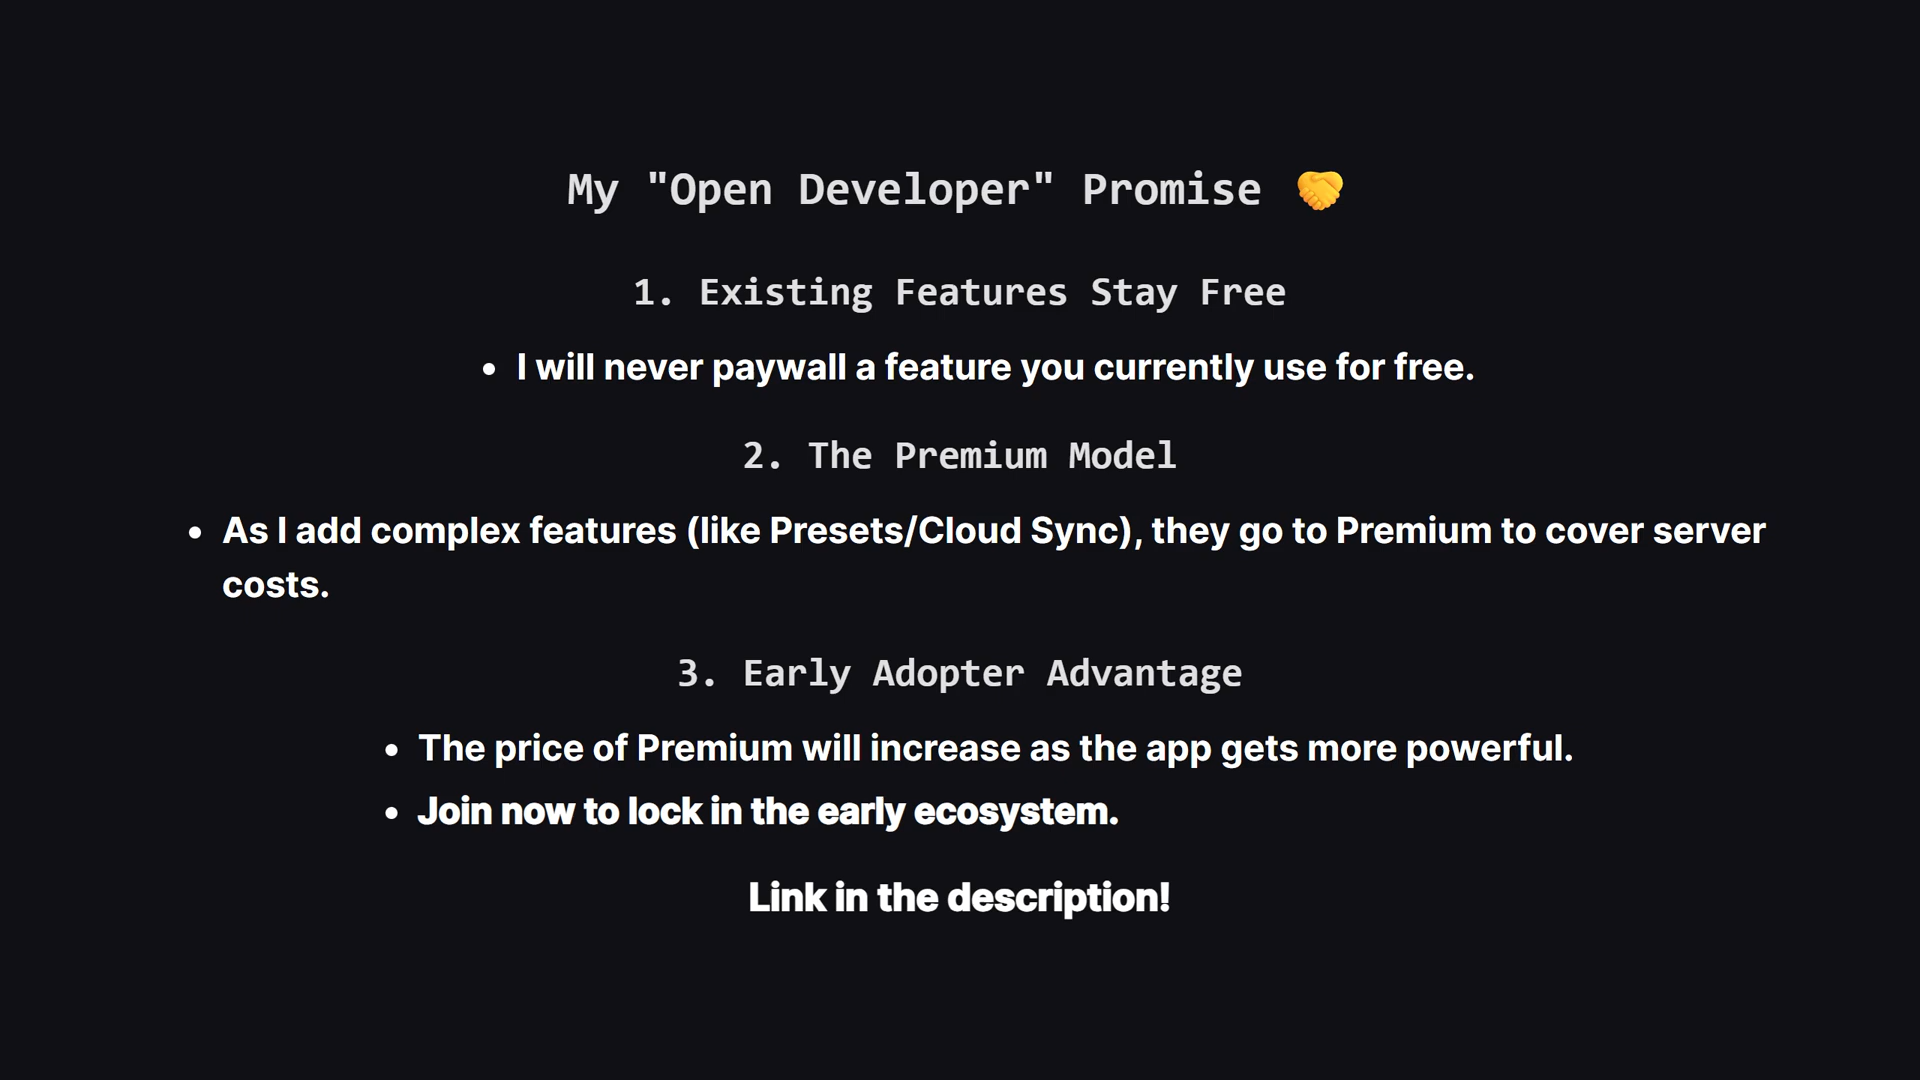 My "Open Developer" Promise 🤝
1. Existing Features Stay Free
• I will never paywall a feature you currently use for free.
2. The Premium Model
• As I add complex features (like Presets/Cloud Sync), they go to Premium to cover server
costs.
3. Early Adopter Advantage
• The price of Premium will increase as the app gets more powerful.
• Join now to lock in the early ecosystem.
Link in the description!